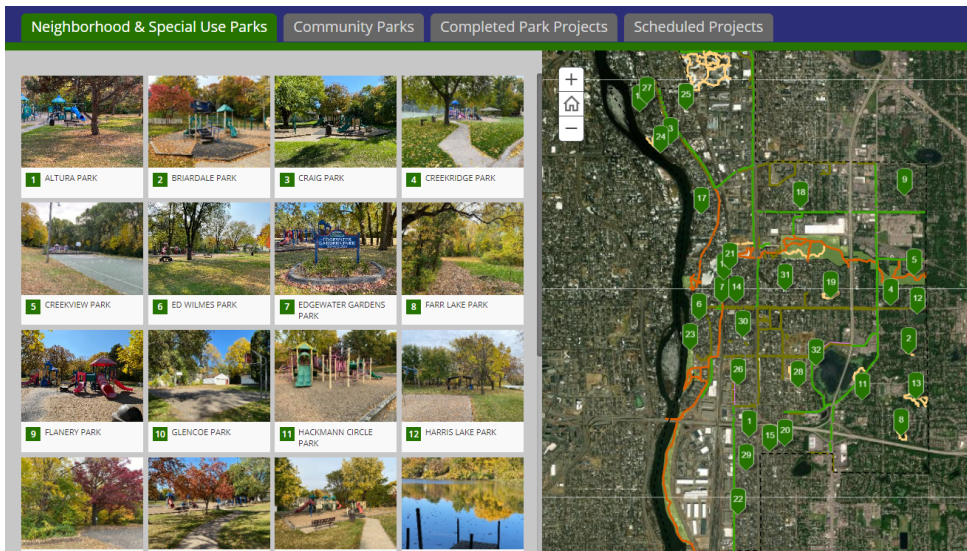 Neighborhood & Special Use Parks
Community Parks
Completed Park Projects
Scheduled Projects
1 ALTURA PARK
2 BRIARDALE PARK
3 CRAIG PARK
4 CREEKRIDGE PARK
5 CREEKVIEW PARK
6 ED WILMES PARK
7 EDGEWATER GARDENS
PARK
8 FARR LAKE PARK
EDGEWATER
GARDENS PARK
9 FLANERY PARK
10 GLENCOE PARK
11 HACKMANN CIRCLE
PARK
12 HARRIS LAKE PARK
+
−
27
25
3
24
17
18
9
21
5
31
19
4
7
14
12
6
30
23
2
32
26
28
11
13
1
8
15
20
29
22